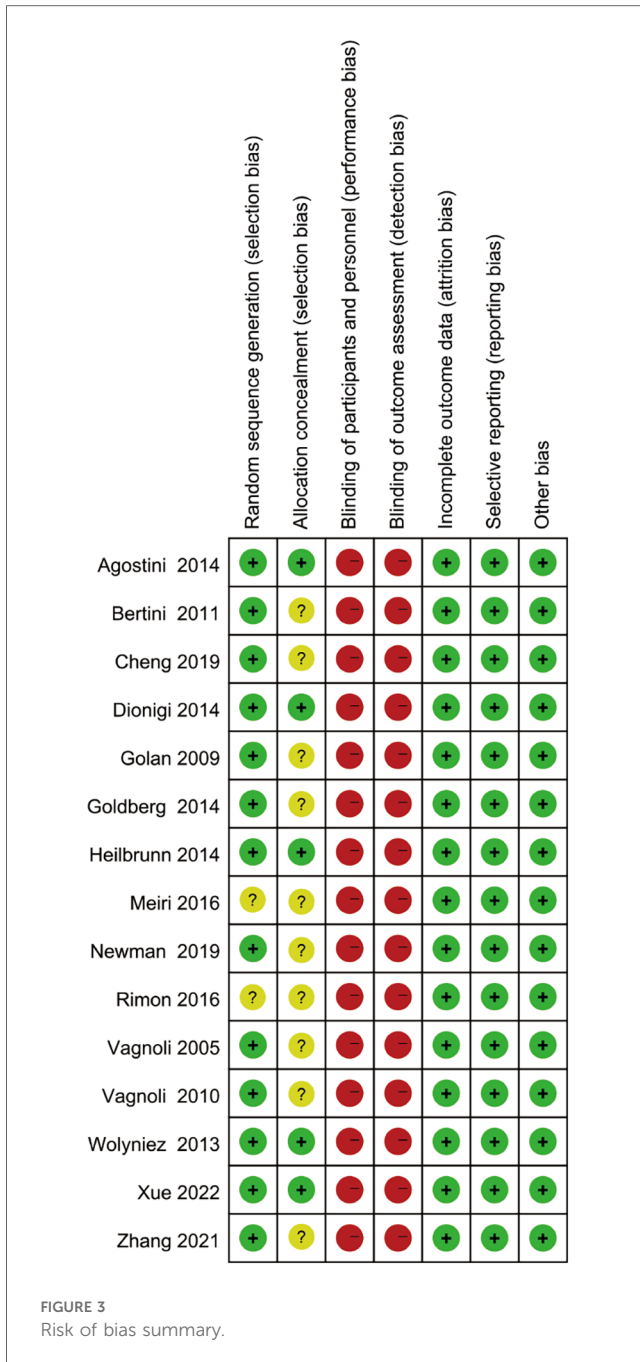 Random sequence generation (selection bias)
Allocation concealment (selection bias)
Blinding of participants and personnel (performance bias)
Blinding of outcome assessment (detection bias)
Incomplete outcome data (attrition bias)
Selective reporting (reporting bias)
Other bias
Agostini 2014 + + − − + + +
Bertini 2011 + ? − − + + +
Cheng 2019 + ? − − + + +
Dionigi 2014 + + − − + + +
Golan 2009 + ? − − + + +
Goldberg 2014 + ? − − + + +
Heilbrunn 2014 + + − − + + +
Meiri 2016 ? ? − − + + +
Newman 2019 + ? − − + + +
Rimon 2016 ? ? − − + + +
Vagnoli 2005 + ? − − + + +
Vagnoli 2010 + ? − − + + +
Wolyniez 2013 + + − − + + +
Xue 2022 + + − − + + +
Zhang 2021 + ? − − + + +
FIGURE 3
Risk of bias summary.